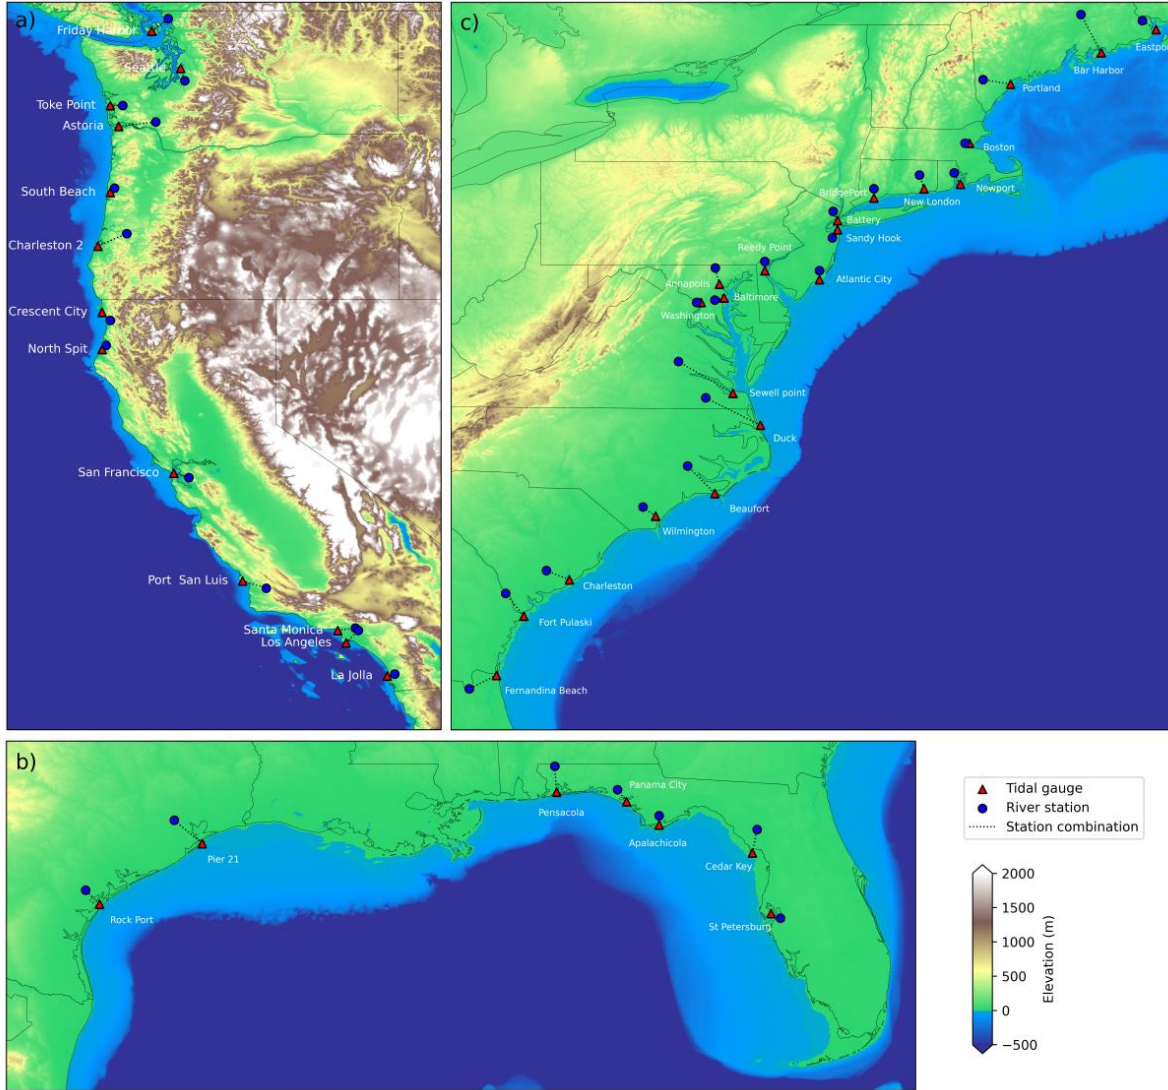 a)
Friday Harbor
Seattle
Toke Point
Astoria
South Beach
Charleston 2
Crescent City
North Spit
San Francisco
Port San Luis
Santa Monica
Los Angeles
La Jolla
c)
Eastport
Bar Harbor
Portland
Boston
Newport
New London
BridgePort
Battery
Sandy Hook
Reedy Point
Atlantic City
Annapolis
Baltimore
Washington
Sewell point
Duck
Beaufort
Wilmington
Charleston
Fort Pulaski
Fernandina Beach
b)
Pensacola
Panama City
Apalachicola
Pier 21
Cedar Key
Rock Port
St Petersburg
Tidal gauge
River station
Station combination
2000
1500
1000
500
0
−500
Elevation (m)